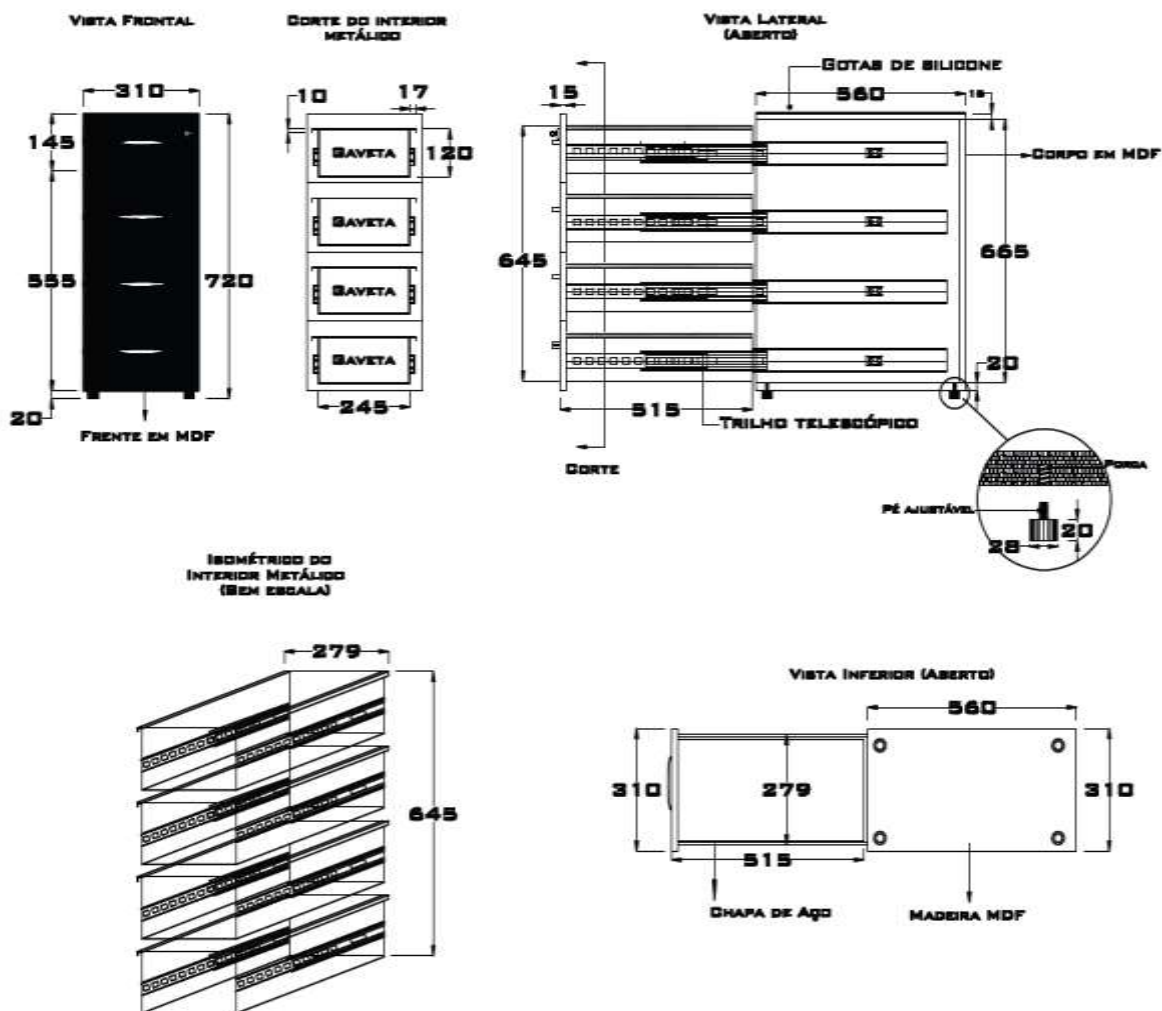 VISTA FRONTAL
CORTE DO INTERIOR
METÁLICO
VISTA LATERAL
(ABERTO)
GOTAS DE SILICONE
310
10
17
15
560
145
GAVETA
120
CORPO EM MDF
GAVETA
645
665
555
720
GAVETA
GAVETA
20
20
245
515
FRENTE EM MDF
TRILHO TELESCÓPICO
CORTE
PORCA
PÉ AJUSTÁVEL
20
28
ISOMÉTRICO DO
INTERIOR METÁLICO
(SEM ESCALA)
279
VISTA INFERIOR (ABERTO)
560
310
279
310
645
515
CHAPA DE AÇO
MADEIRA MDF